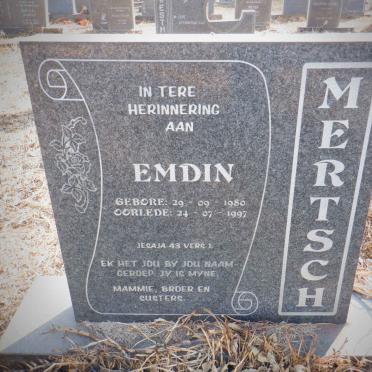 IN TERE
HERINNERING
AAN
EMDIN
GEBORE: 29 - 09 - 1980
OORLEDE: 24 - 07 - 1997
JESAJA 43 VERS 1.
EK HET JOU BY JOU NAAM
GEROEP JY IS MYNE.
MAMMIE, BROER EN
SUSTERS.
MERTSCH